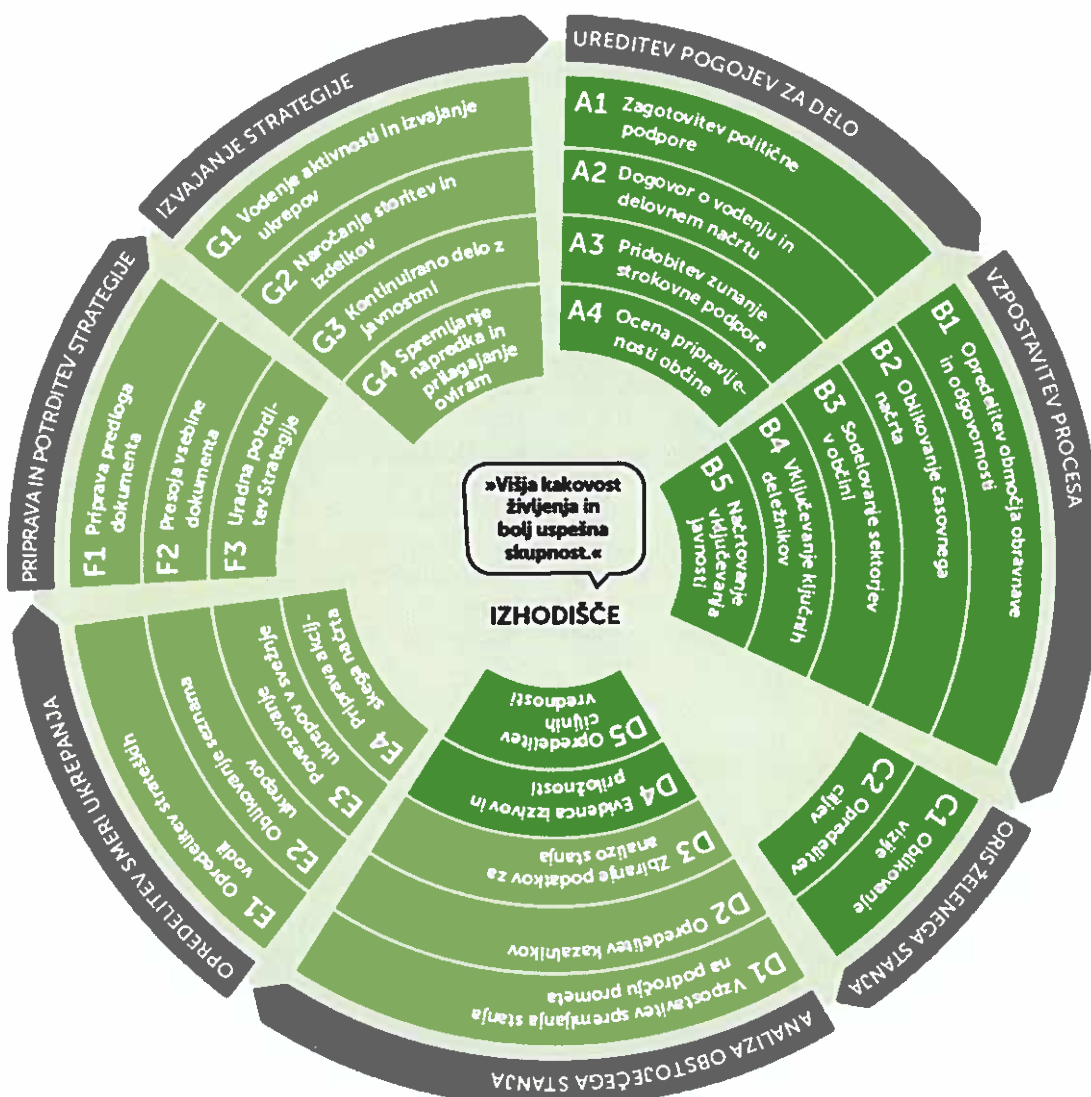 UREDITEV POGOJEV ZA DELO
A1 Zagotovitev politične
podpore
A2 Dogovor o vodenju in
delovnem načrtu
A3 Pridobitev zunanje
strokovne podpore
A4 Ocena pripravlje-
nosti občine
VZPOSTAVITEV PROCESA
B1 Opredelitev območja obravnave
in odgovornosti
B2 Oblikovanje časovnega
načrta
B3 Sodelovanje sektorjev
v občini
B4 Vključevanje ključnih
deležnikov
B5 Načrtovanje
vključevanja
javnosti
ORIS ŽELENEGA STANJA
C1 Oblikovanje
vizije
C2 Opredelitev
ciljev
ANALIZA OBSTOJEČEGA STANJA
D1 Vzpostavitev spremljanja stanja
na področju prometa
D2 Opredelitev kazalnikov
D3 Zbiranje podatkov za
analizo stanja
D4 Evidenca izzivov in
priložnosti
D5 Opredelitev
ciljnih
vrednosti
OPREDELITEV SMERI UKREPANJA
E1 Opredelitev strateških
vodil
E2 Oblikovanje seznama
ukrepov
E3 Povezovanje
ukrepov v svežnje
E4 Priprava akcij-
skega načrta
PRIPRAVA IN POTRDITEV STRATEGIJE
F1 Priprava predloga
dokumenta
F2 Presoja vsebine
dokumenta
F3 Uradna potrdi-
tev Strategije
IZVAJANJE STRATEGIJE
G1 Vodenje aktivnosti in izvajanje
ukrepov
G2 Naročanje storitev in
izdelkov
G3 Kontinuirano delo z
javnostmi
G4 Spremljanje
napredka in
prilagajanje
oviram
»Višja kakovost
življenja in
bolj uspešna
skupnost.«
IZHODIŠČE